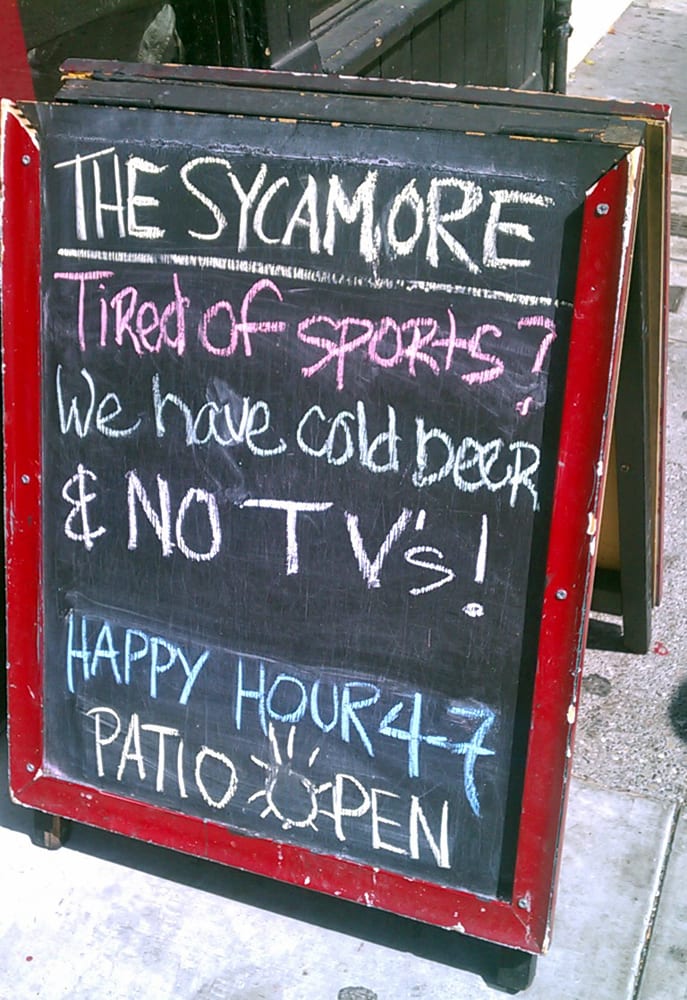 THE SYCAMORE
Tired of sports?
We have cold beer
& NO TV's!
HAPPY HOUR 4-7
PATIO OPEN